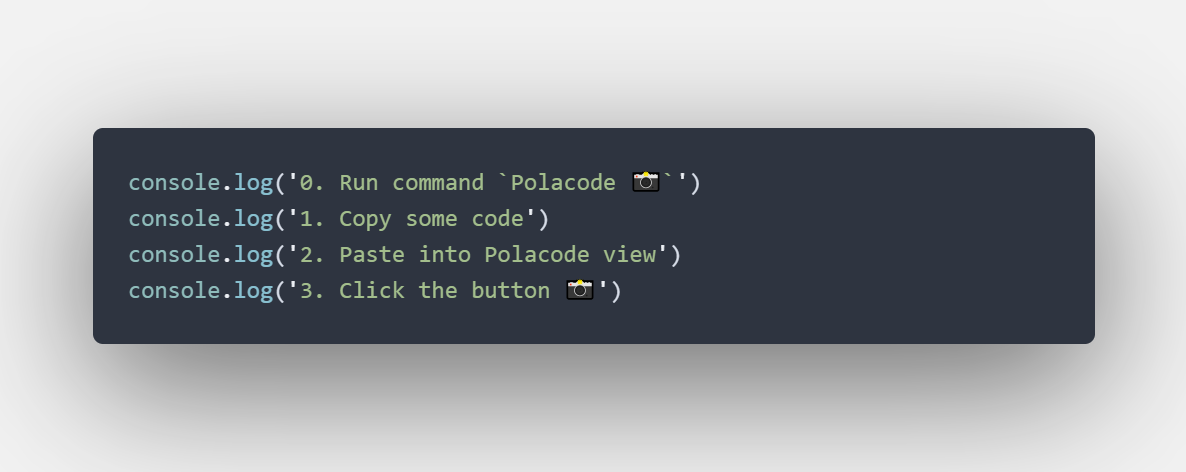 console.log('0. Run command `Polacode 📸`')
console.log('1. Copy some code')
console.log('2. Paste into Polacode view')
console.log('3. Click the button 📸')